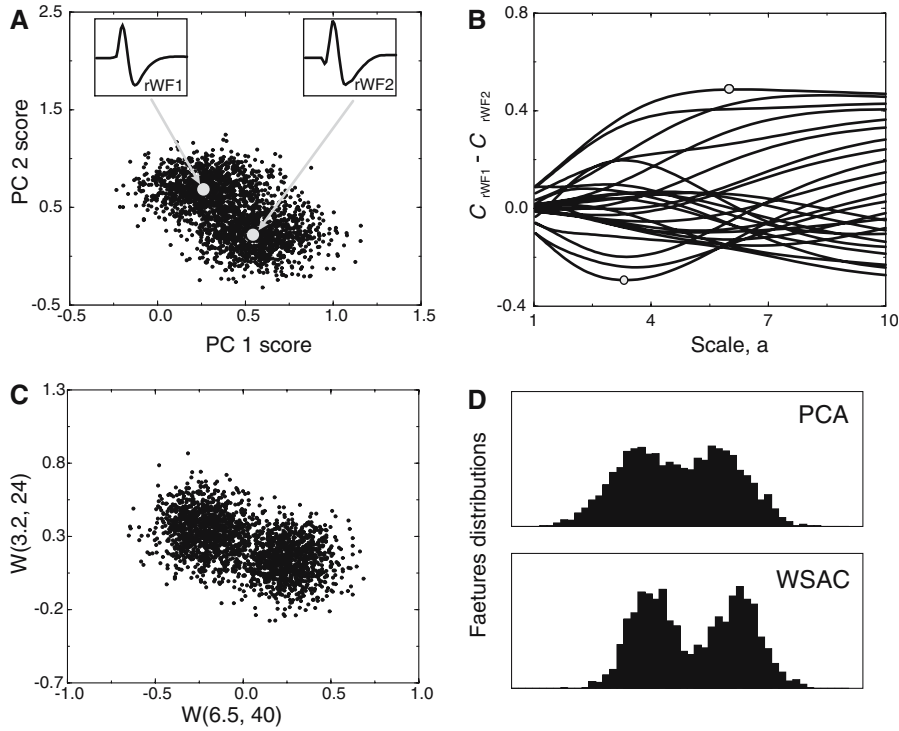 A
2.5
1.5
0.5
-0.5
PC 2 score
rWF1
rWF2
-0.5
0.0
0.5
1.0
1.5
PC 1 score
B
0.8
0.4
0.0
-0.4
C rWF1 - C rWF2
1
4
7
10
Scale, a
C
1.3
0.8
0.3
-0.2
-0.7
W(3.2, 24)
-1.0
-0.5
0.0
0.5
1.0
W(6.5, 40)
D
Faetures distributions
PCA
WSAC